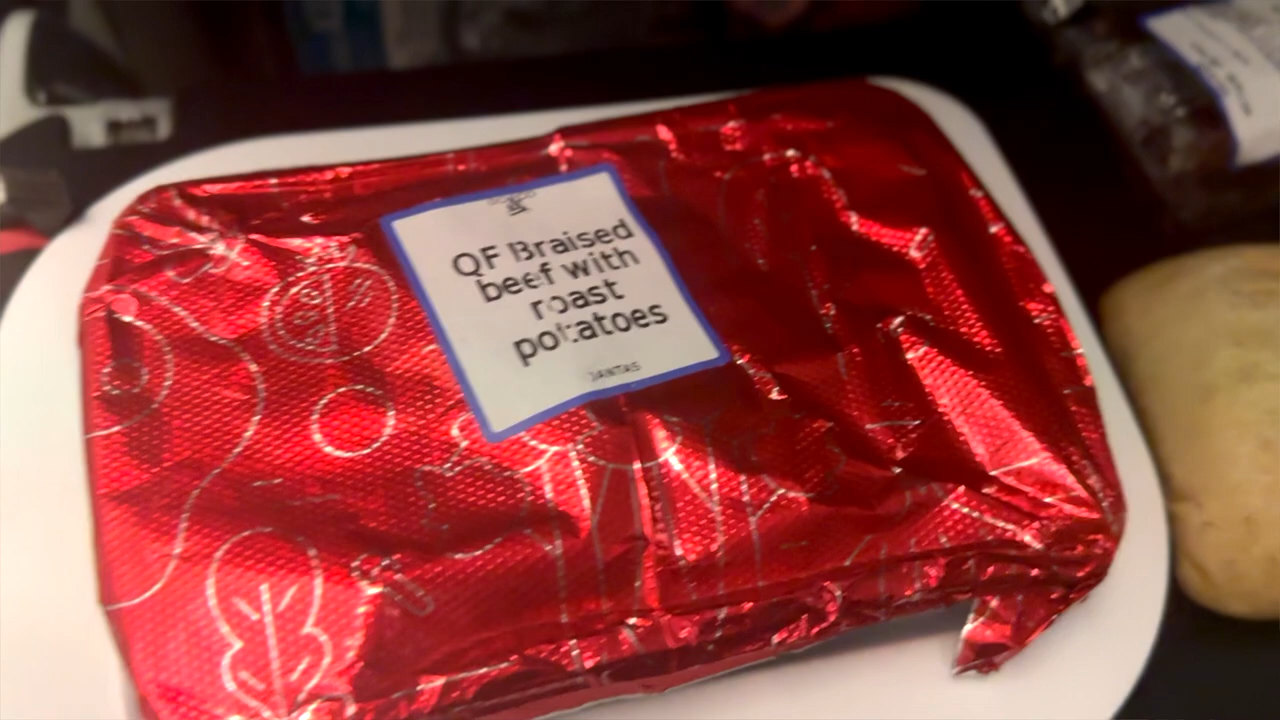 QF Braised
beef with
roast
potatoes